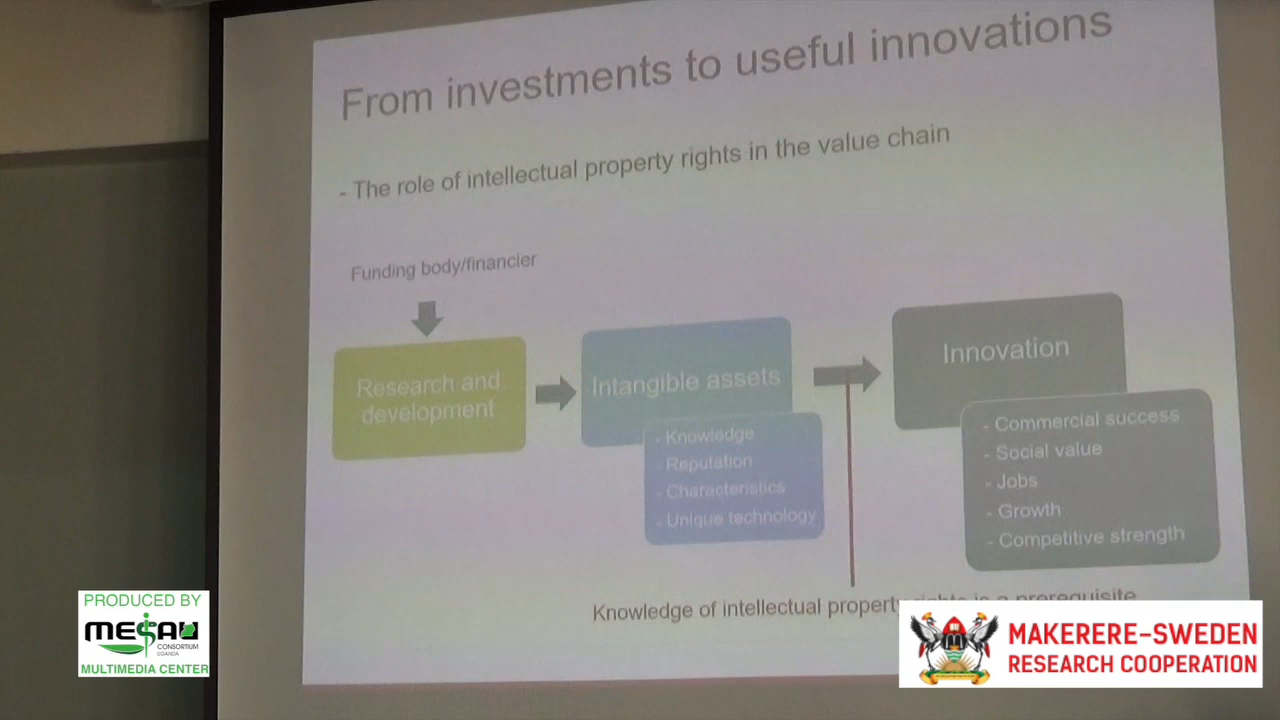 From investments to useful innovations
- The role of intellectual property rights in the value chain
Funding body/financier
Research and
development
Intangible assets
- Knowledge
- Reputation
- Characteristics
- Unique technology
Innovation
- Commercial success
- Social value
- Jobs
- Growth
- Competitive strength
Knowledge of intellectual property rights is a prerequisite
PRODUCED BY
MESAU
CONSORTIUM
UGANDA
MULTIMEDIA CENTER
MAKERERE-SWEDEN
RESEARCH COOPERATION